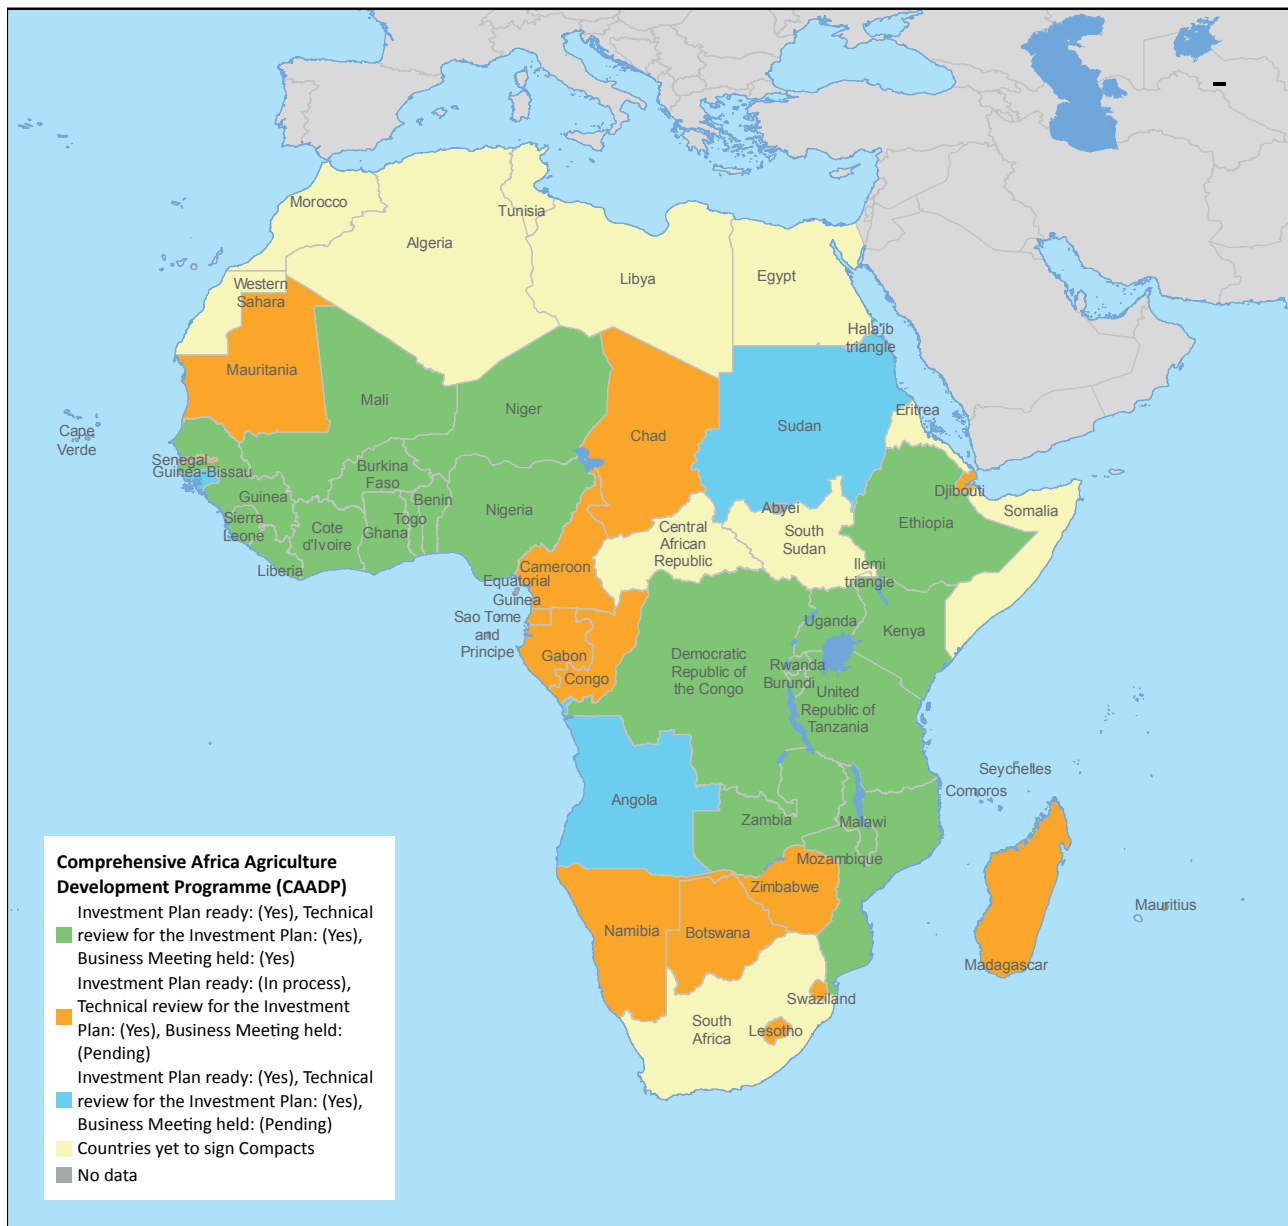 Morocco
Tunisia
Algeria
Libya
Egypt
Western
Sahara
Hala'ib
triangle
Mauritania
Mali
Niger
Chad
Sudan
Eritrea
Cape
Verde
Senegal
Guinea-Bissau
Burkina
Faso
Guinea
Benin
Nigeria
Djibouti
Abyei
Somalia
Sierra
Leone
Cote
d'Ivoire
Ghana
Togo
Central
African
Republic
South
Sudan
Ethiopia
Liberia
Cameroon
Ilemi
triangle
Equatorial
Guinea
Sao Tome
and
Principe
Uganda
Kenya
Gabon
Congo
Democratic
Republic of
the Congo
Rwanda
Burundi
United
Republic of
Tanzania
Seychelles
Comoros
Angola
Zambia
Malawi
Mozambique
Zimbabwe
Mauritius
Namibia
Botswana
Madagascar
Swaziland
South
Africa
Lesotho
Comprehensive Africa Agriculture
Development Programme (CAADP)
Investment Plan ready: (Yes), Technical
review for the Investment Plan: (Yes),
Business Meeting held: (Yes)
Investment Plan ready: (In process),
Technical review for the Investment
Plan: (Yes), Business Meeting held:
(Pending)
Investment Plan ready: (Yes), Technical
review for the Investment Plan: (Yes),
Business Meeting held: (Pending)
Countries yet to sign Compacts
No data